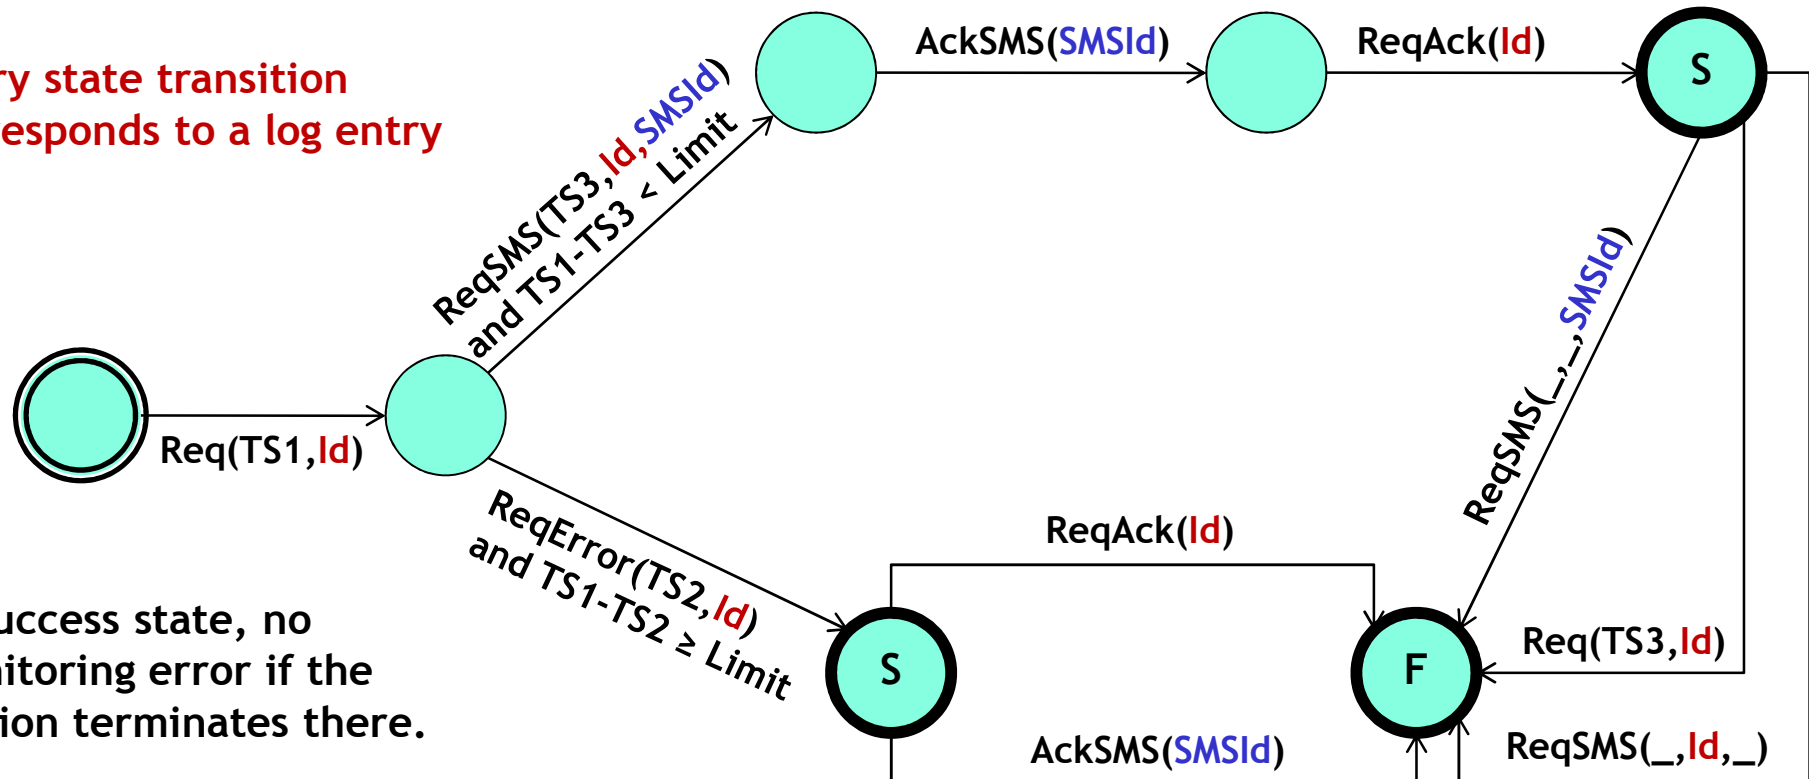 AckSMS(SMSId)
ReqAck(Id)
S
ry state transition
esponds to a log entry
ReqSMS(TS3,Id,SMSId)
and TS1-TS3 < Limit
ReqSMS(_,_,SMSId)
Req(TS1,Id)
ReqError(TS2,Id)
and TS1-TS2 ≥ Limit
ReqAck(Id)
uccess state, no
nitoring error if the
ion terminates there.
S
F
Req(TS3,Id)
AckSMS(SMSId)
ReqSMS(_,Id,_)